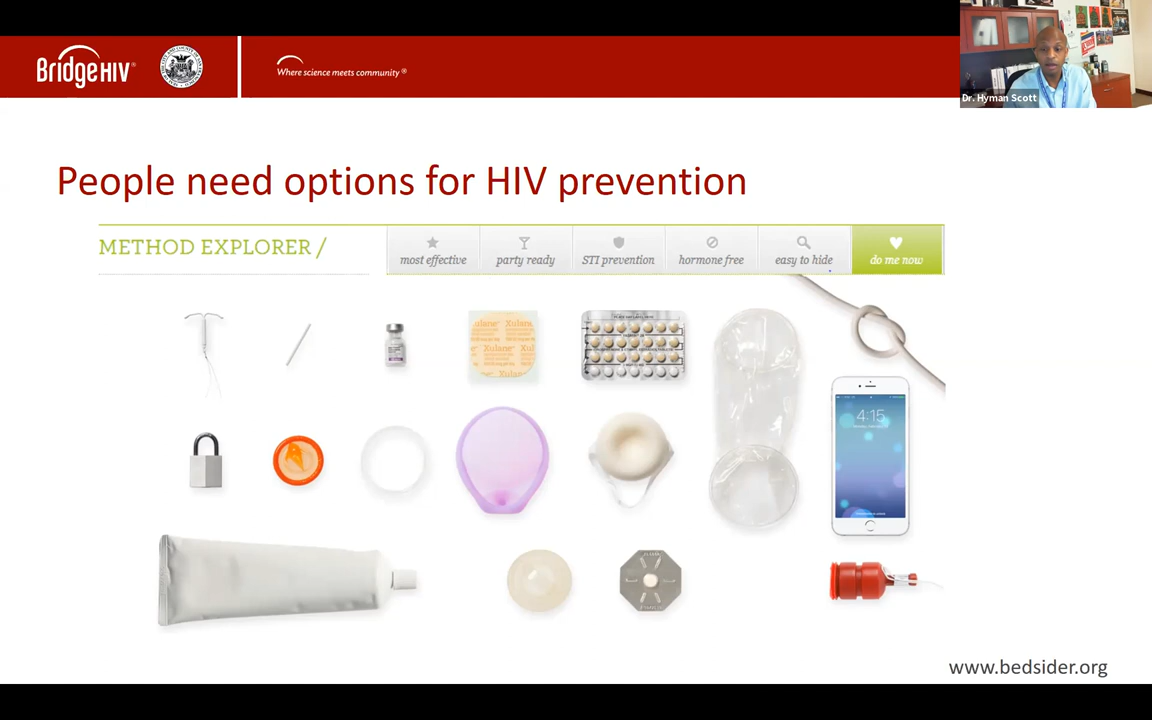 BridgeHIV®
Where science meets community®
Dr. Hyman Scott
People need options for HIV prevention
METHOD EXPLORER /
most effective
party ready
STI prevention
hormone free
easy to hide
do me now
Xulane
4:15
www.bedsider.org